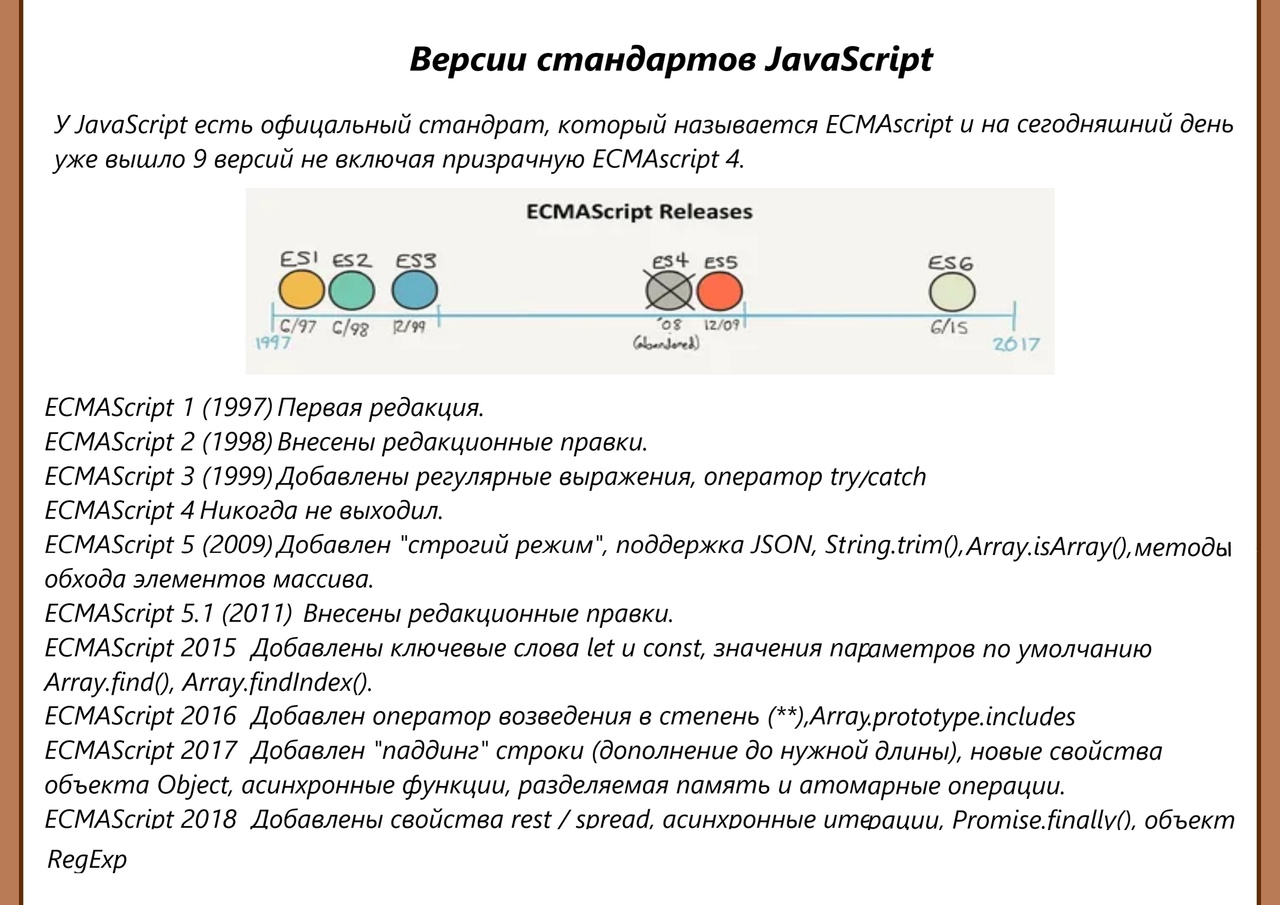 Версии стандартов JavaScript
У JavaScript есть офицальный стандрат, который называется ECMAscript и на сегодняшний день
уже вышло 9 версий не включая призрачную ECMAscript 4.
ECMAScript Releases
ES1 ES2 ES3 ES4 ES5 ES6
6/97 6/98 12/99 '08 12/09 6/15
(abandoned)
1997 2017
ECMAScript 1 (1997) Первая редакция.
ECMAScript 2 (1998) Внесены редакционные правки.
ECMAScript 3 (1999) Добавлены регулярные выражения, оператор try/catch
ECMAScript 4 Никогда не выходил.
ECMAScript 5 (2009) Добавлен "строгий режим", поддержка JSON, String.trim(), Array.isArray(), методы
обхода элементов массива.
ECMAScript 5.1 (2011) Внесены редакционные правки.
ECMAScript 2015 Добавлены ключевые слова let и const, значения параметров по умолчанию
Array.find(), Array.findIndex().
ECMAScript 2016 Добавлен оператор возведения в степень (**),Array.prototype.includes
ECMAScript 2017 Добавлен "паддинг" строки (дополнение до нужной длины), новые свойства
объекта Object, асинхронные функции, разделяемая память и атомарные операции.
ECMAScript 2018 Добавлены свойства rest / spread, асинхронные итерации, Promise.finally(), объект
RegExp